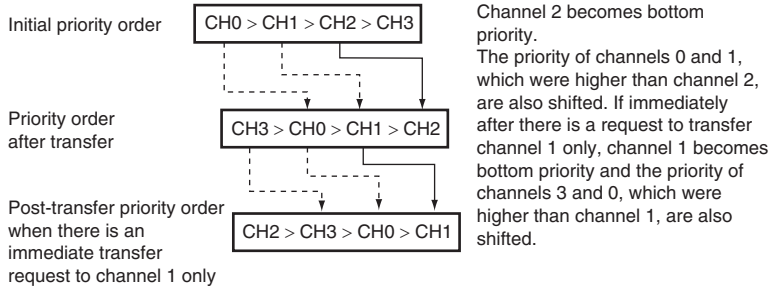 Initial priority order
CH0 > CH1 > CH2 > CH3
Priority order
after transfer
CH3 > CH0 > CH1 > CH2
Post-transfer priority order
when there is an
immediate transfer
request to channel 1 only
CH2 > CH3 > CH0 > CH1
Channel 2 becomes bottom
priority.
The priority of channels 0 and 1,
which were higher than channel 2,
are also shifted. If immediately
after there is a request to transfer
channel 1 only, channel 1 becomes
bottom priority and the priority of
channels 3 and 0, which were
higher than channel 1, are also
shifted.